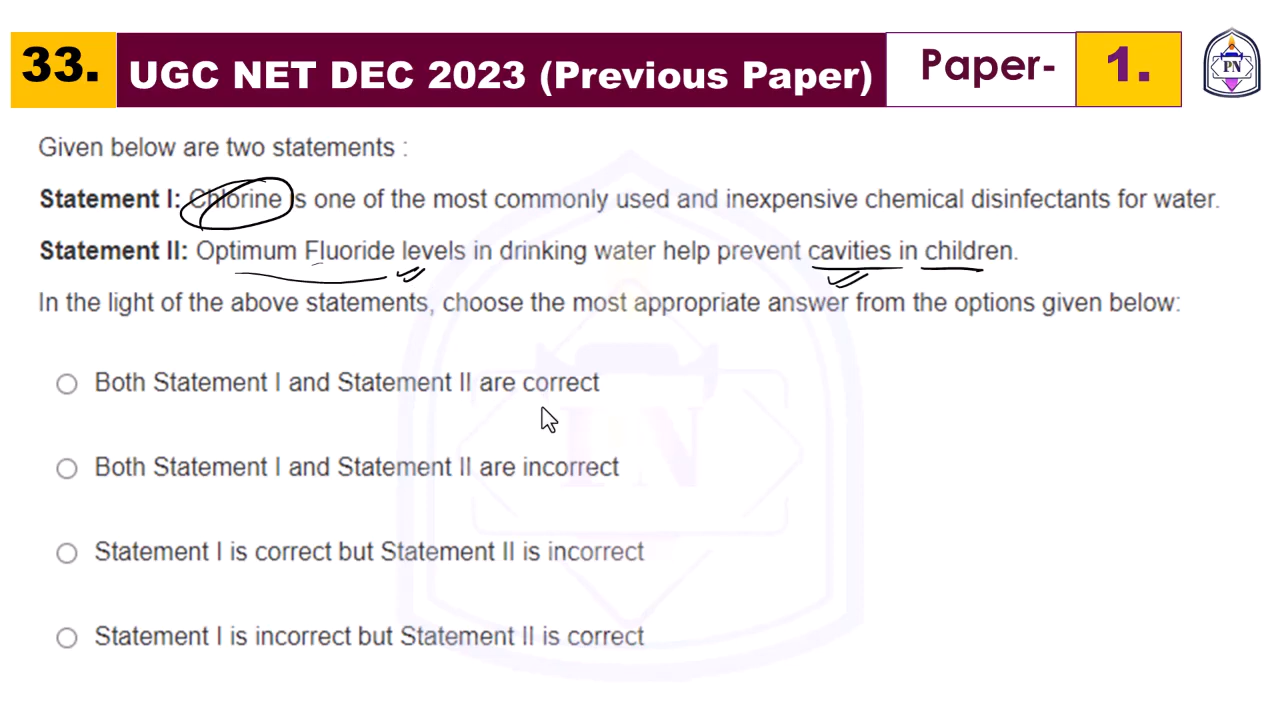 33. UGC NET DEC 2023 (Previous Paper) Paper- 1. PN
Given below are two statements :
Statement I: Chlorine is one of the most commonly used and inexpensive chemical disinfectants for water.
Statement II: Optimum Fluoride levels in drinking water help prevent cavities in children.
In the light of the above statements, choose the most appropriate answer from the options given below:
Both Statement I and Statement II are correct
Both Statement I and Statement II are incorrect
PN
Statement I is correct but Statement II is incorrect
Statement I is incorrect but Statement II is correct